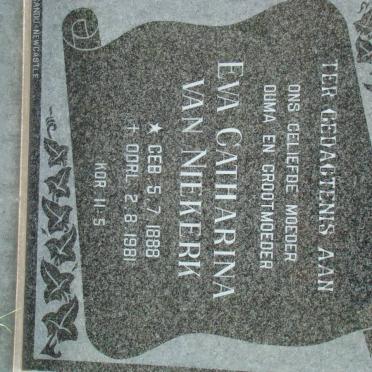 TER GEDAGTENIS AAN
ONS GELIEFDE MOEDER
OUMA EN GROOTMOEDER
EVA CATHARINA
VAN NIEKERK
★ GEB 5.7 1888
✝ OORL 2.8 1981
KOR 11-5
NEWCASTLE